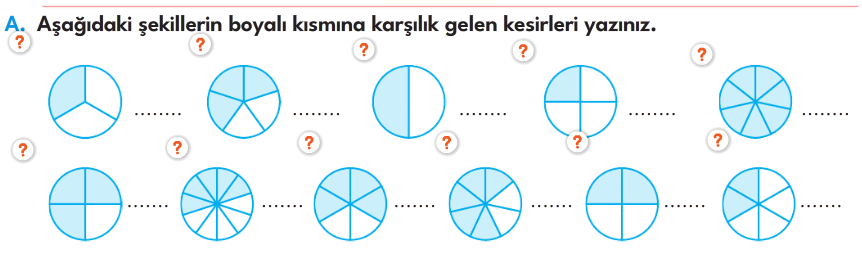 A. Aşağıdaki şekillerin boyalı kısmına karşılık gelen kesirleri yazınız.
? ? ? ? ?
........ ........ ........ ........ ........
? ? ? ? ? ?
....... ....... ....... ....... ....... .......